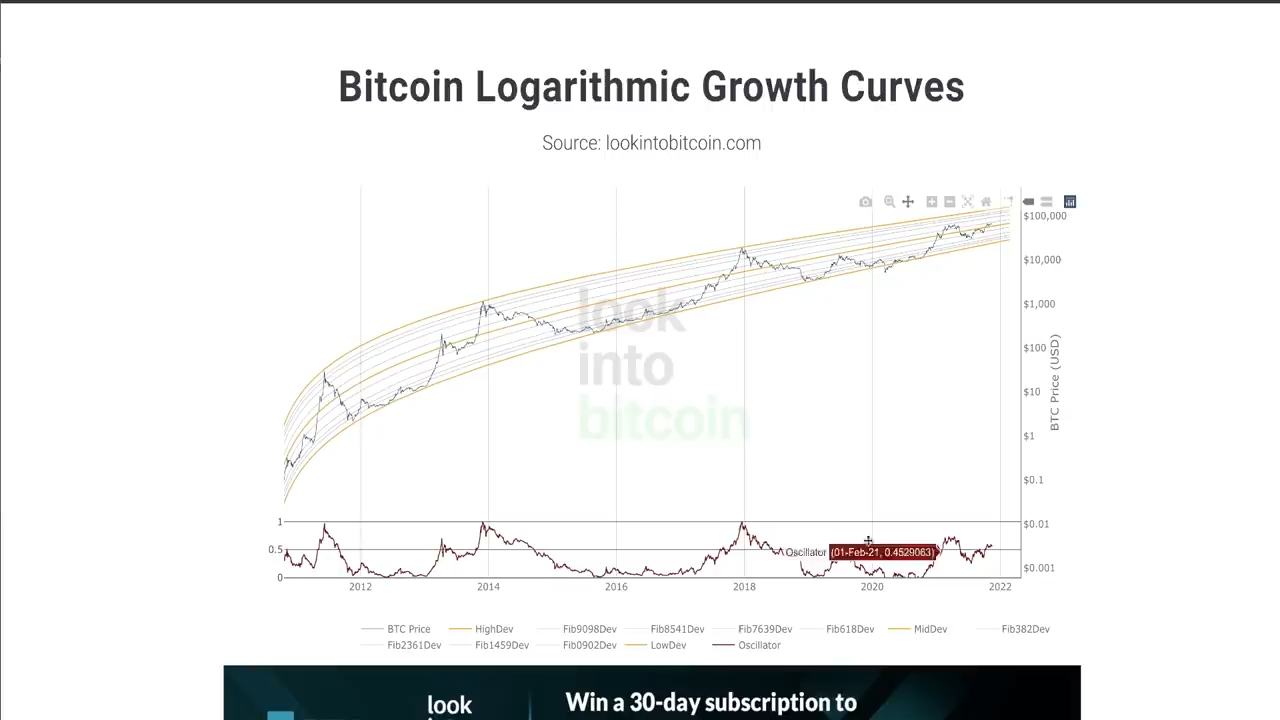 Bitcoin Logarithmic Growth Curves
Source: lookintobitcoin.com
$100,000
$10,000
$1,000
$100
$10
$1
$0.1
$0.01
$0.001
BTC Price (USD)
look
into
bitcoin
1
0.5
0
Oscillator (01-Feb-21, 0.4529063)
2012 2014 2016 2018 2020 2022
BTC Price HighDev Fib9098Dev Fib8541Dev Fib7639Dev Fib618Dev MidDev Fib382Dev
Fib2361Dev Fib1459Dev Fib0902Dev LowDev Oscillator
look
Win a 30-day subscription to